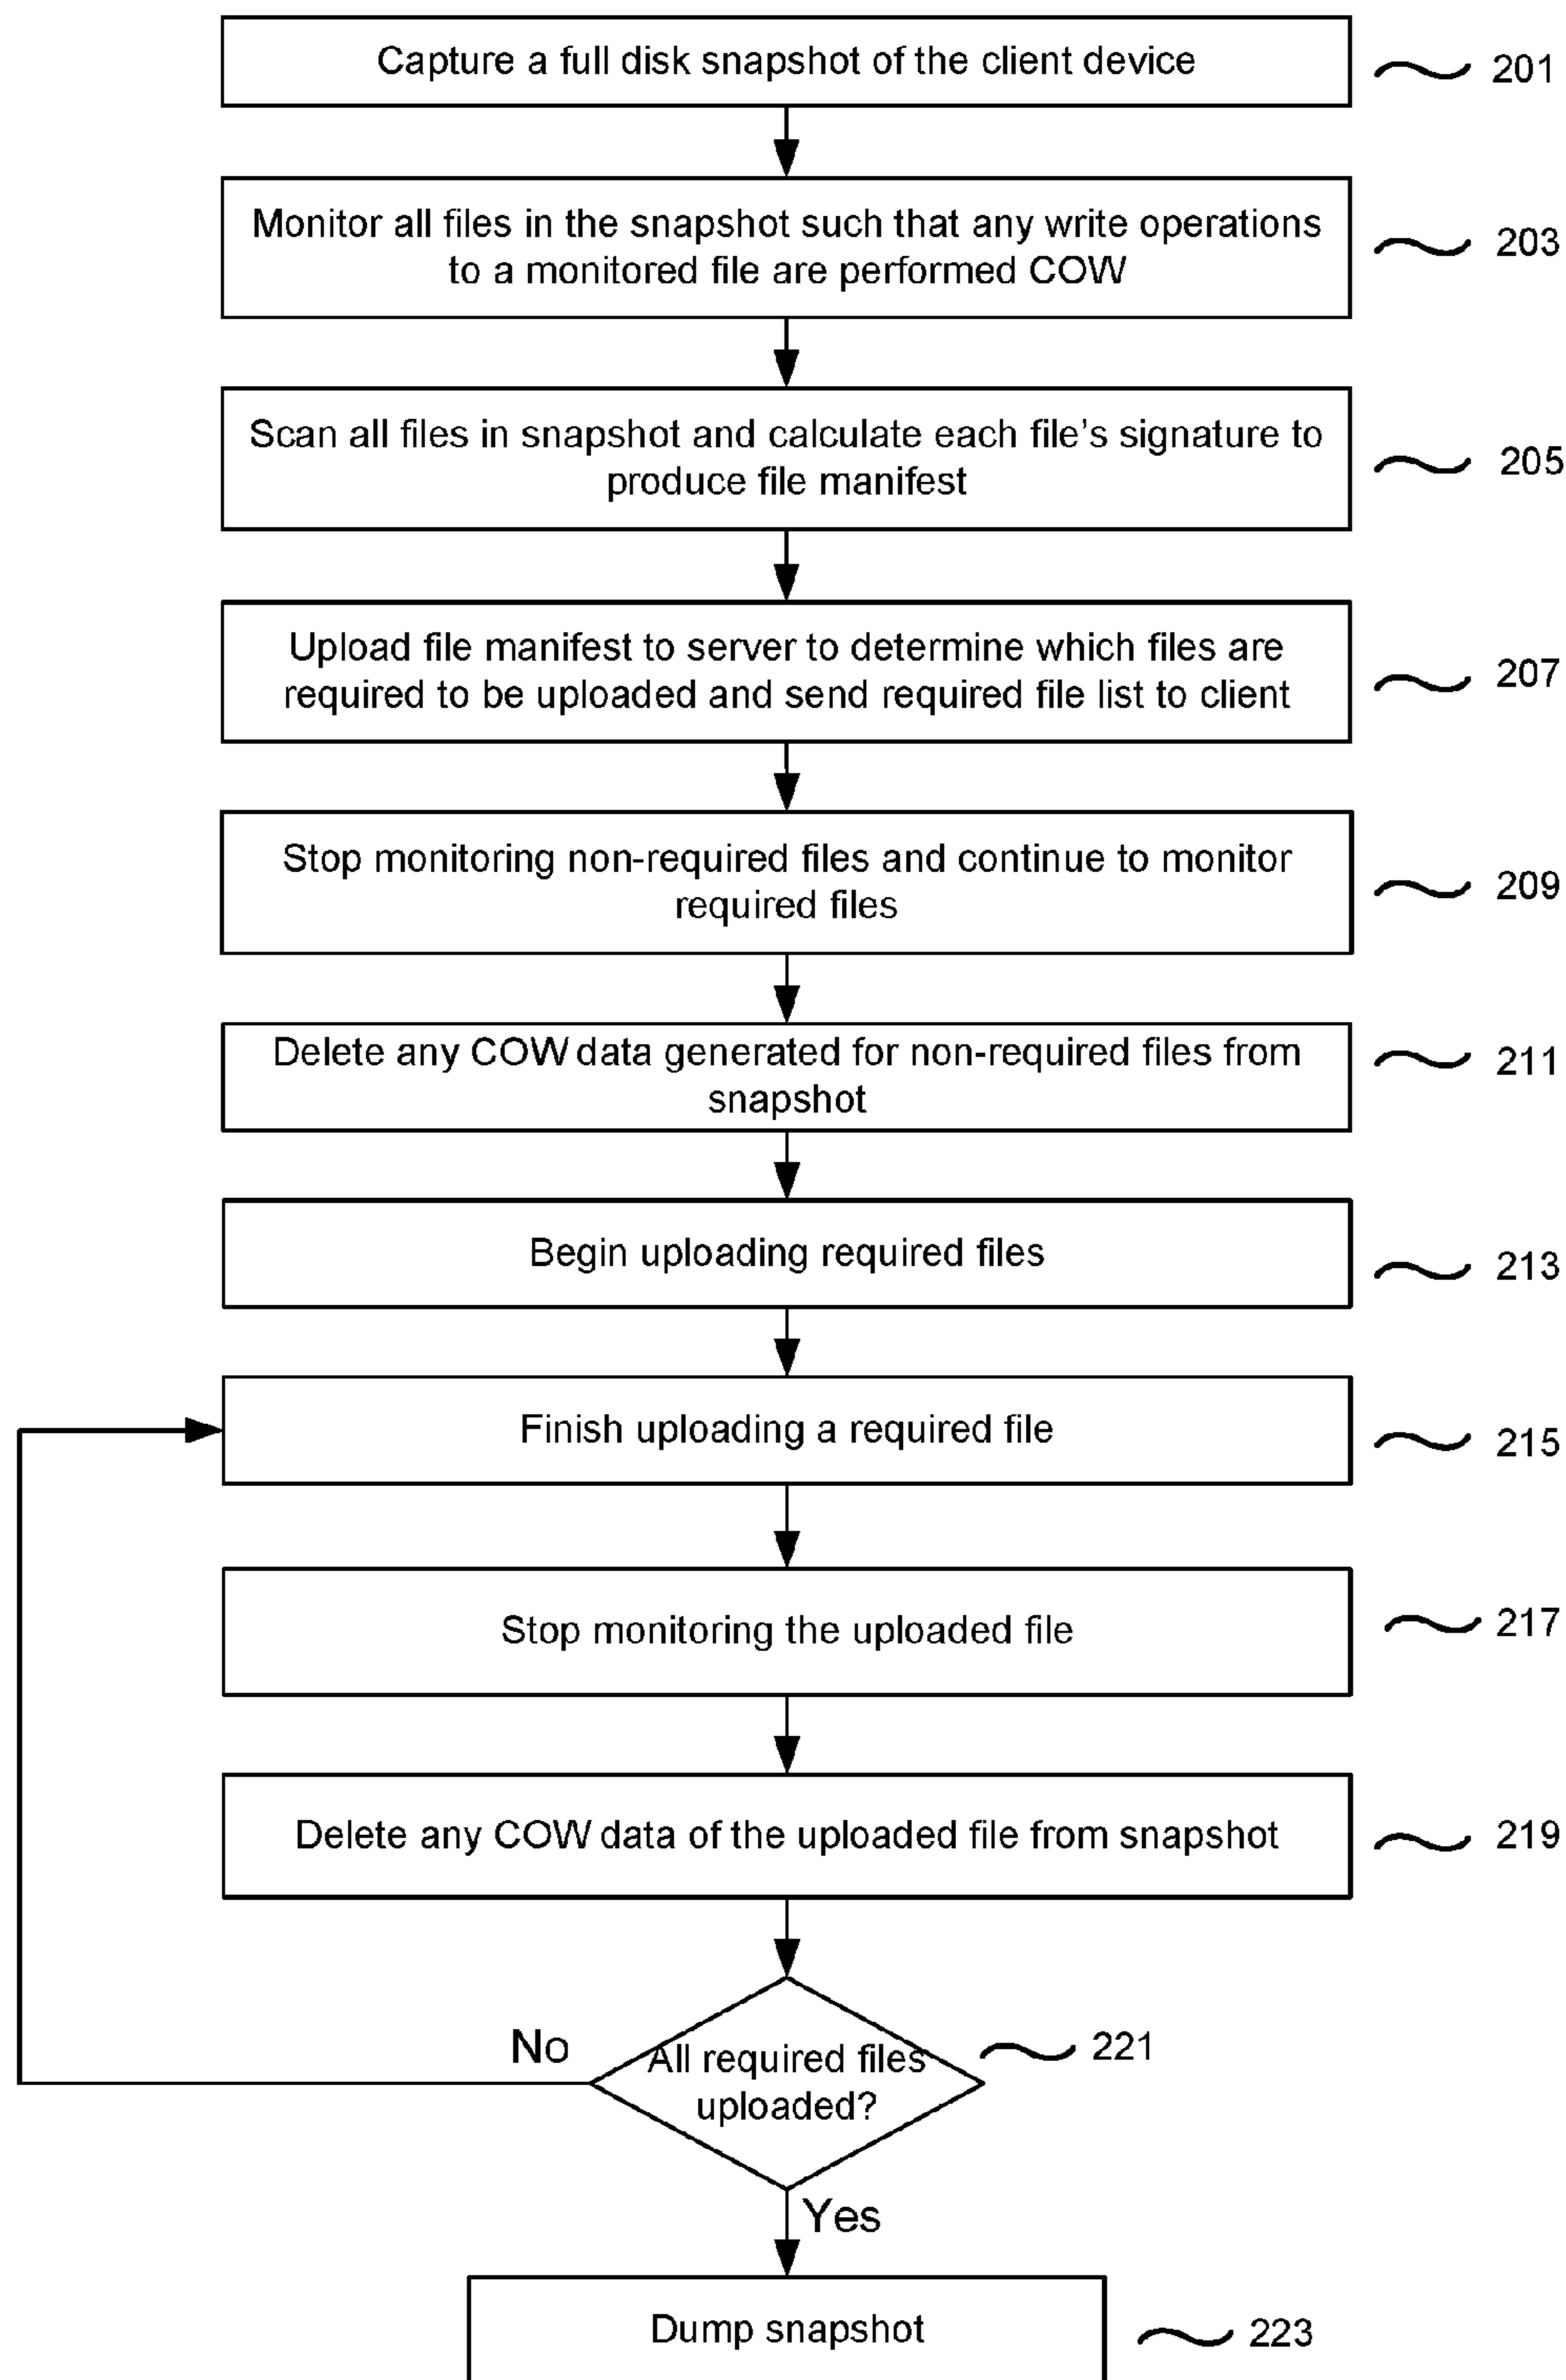 Capture a full disk snapshot of the client device
201
Monitor all files in the snapshot such that any write operations
to a monitored file are performed COW
203
Scan all files in snapshot and calculate each file's signature to
produce file manifest
205
Upload file manifest to server to determine which files are
required to be uploaded and send required file list to client
207
Stop monitoring non-required files and continue to monitor
required files
209
Delete any COW data generated for non-required files from
snapshot
211
Begin uploading required files
213
Finish uploading a required file
215
Stop monitoring the uploaded file
217
Delete any COW data of the uploaded file from snapshot
219
No
All required files
uploaded?
221
Yes
Dump snapshot
223